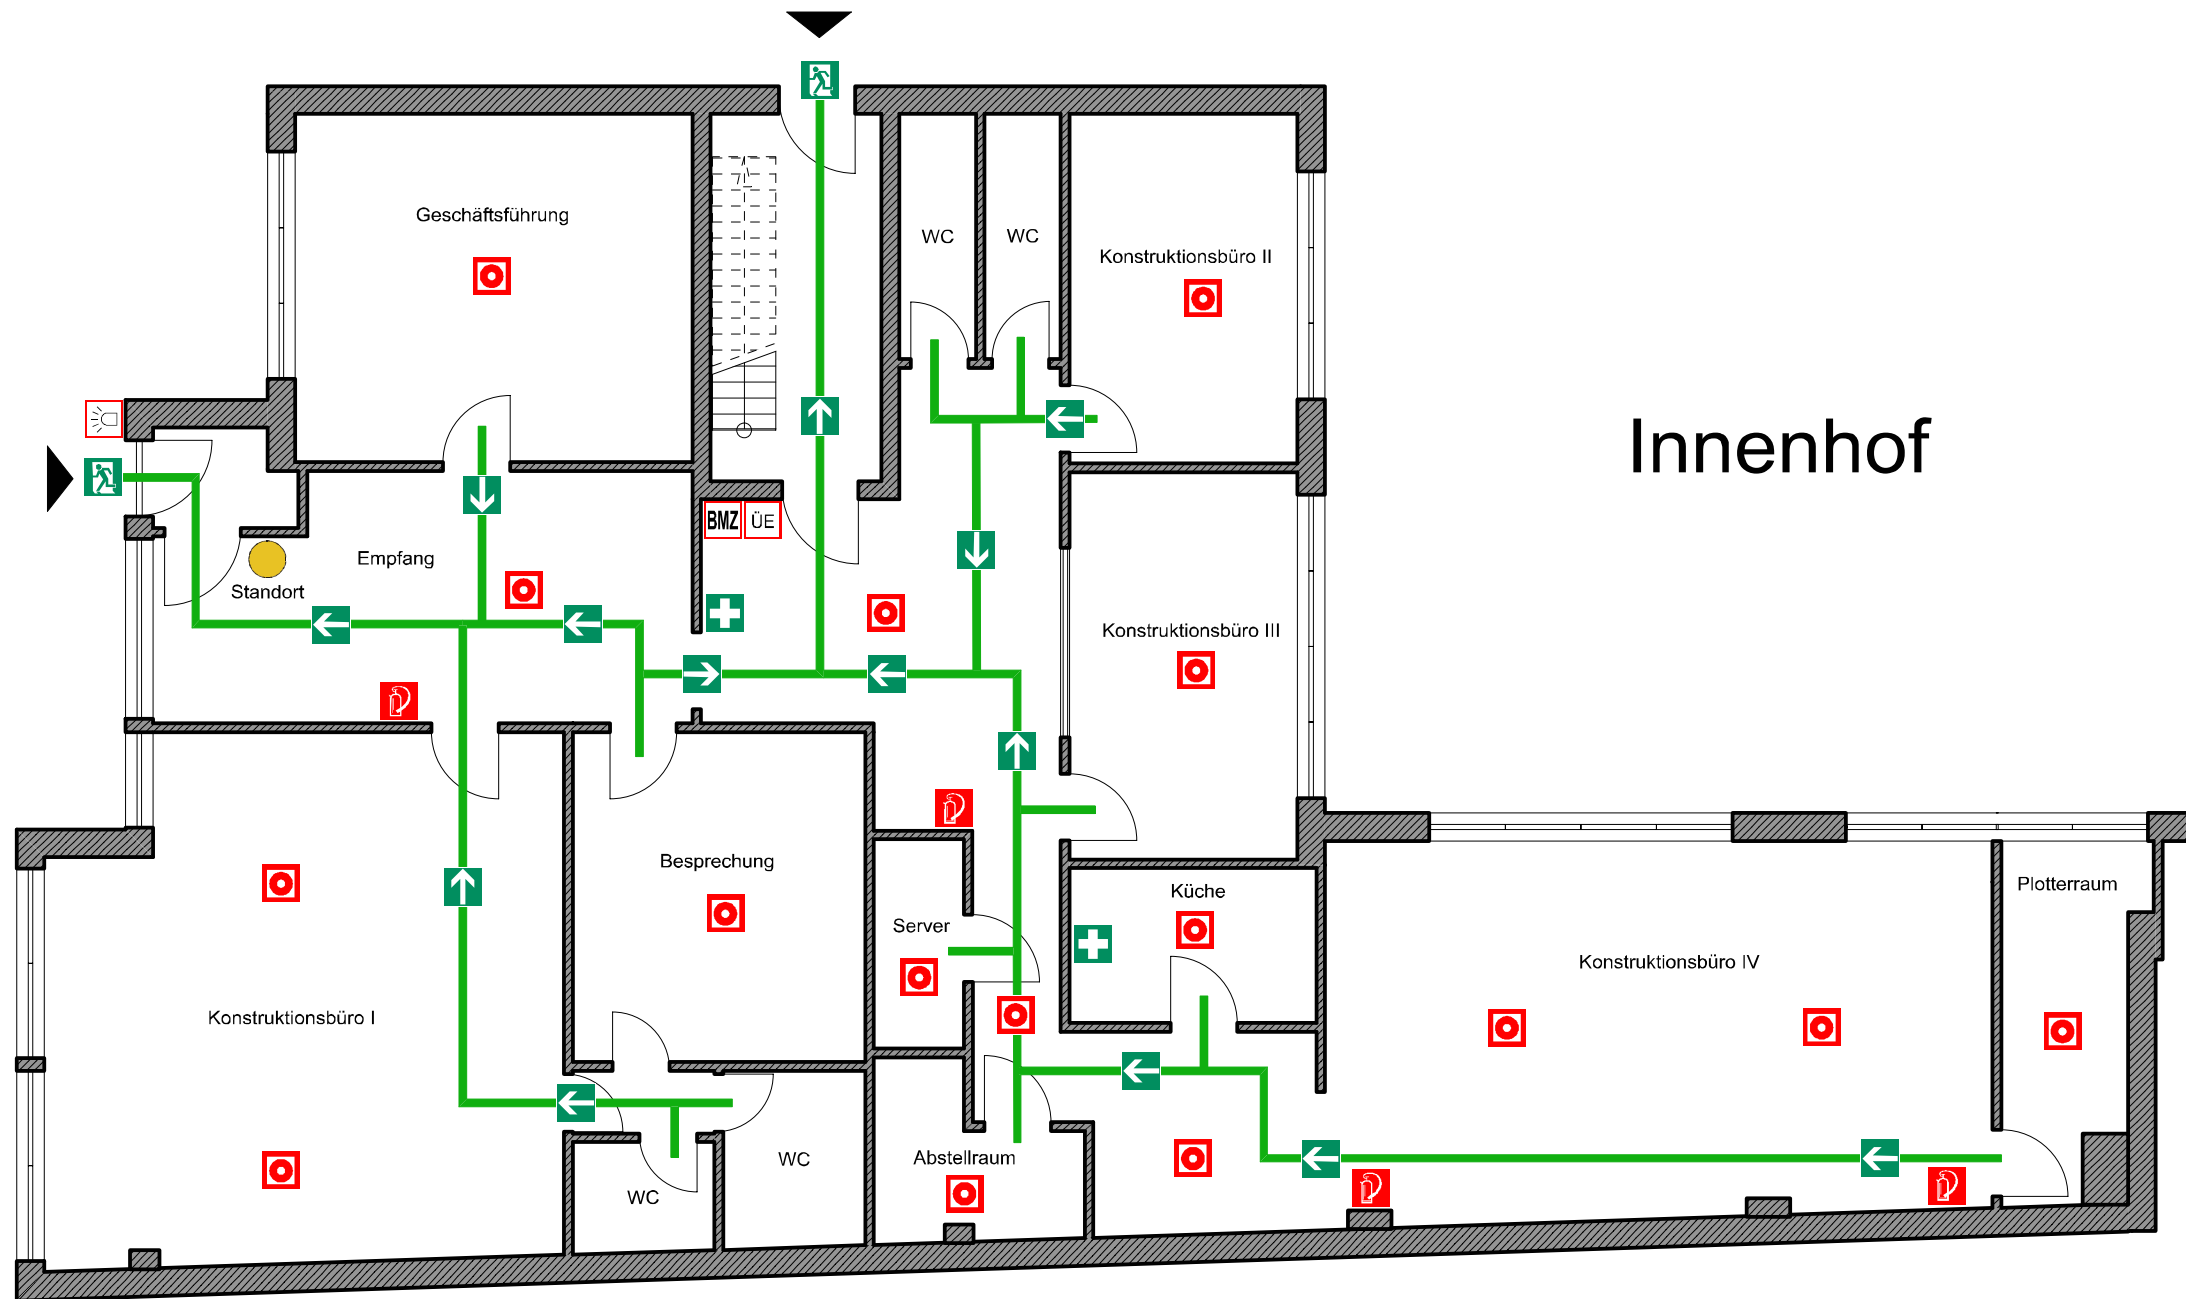 Geschäftsführung
WC
WC
Konstruktionsbüro II
Innenhof
BMZ
ÜE
Empfang
Standort
Konstruktionsbüro III
Besprechung
Küche
Plotterraum
Server
Konstruktionsbüro IV
Konstruktionsbüro I
Abstellraum
WC
WC